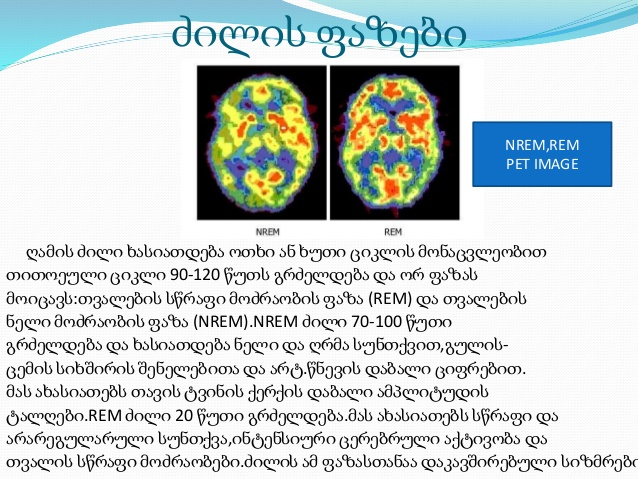 ძილის ფაზები
NREM,REM
PET IMAGE
NREM
REM
ღამის ძილი ხასიათდება ოთხი ან ხუთი ციკლის მონაცვლეობით
თითოეული ციკლი 90-120 წუთს გრძელდება და ორ ფაზას
მოიცავს:თვალების სწრაფი მოძრაობის ფაზა (REM) და თვალების
ნელი მოძრაობის ფაზა (NREM).NREM ძილი 70-100 წუთი
გრძელდება და ხასიათდება ნელი და ღრმა სუნთქვით,გულის-
ცემის სიხშირის შენელებითა და არტ.წნევის დაბალი ციფრებით.
მას ახასიათებს თავის ტვინის ქერქის დაბალი ამპლიტუდის
ტალღები.REM ძილი 20 წუთი გრძელდება.მას ახასიათებს სწრაფი და
არარეგულარული სუნთქვა,ინტენსიური ცერებრული აქტივობა და
თვალის სწრაფი მოძრაობები.ძილის ამ ფაზასთანაა დაკავშირებული სიზმრები